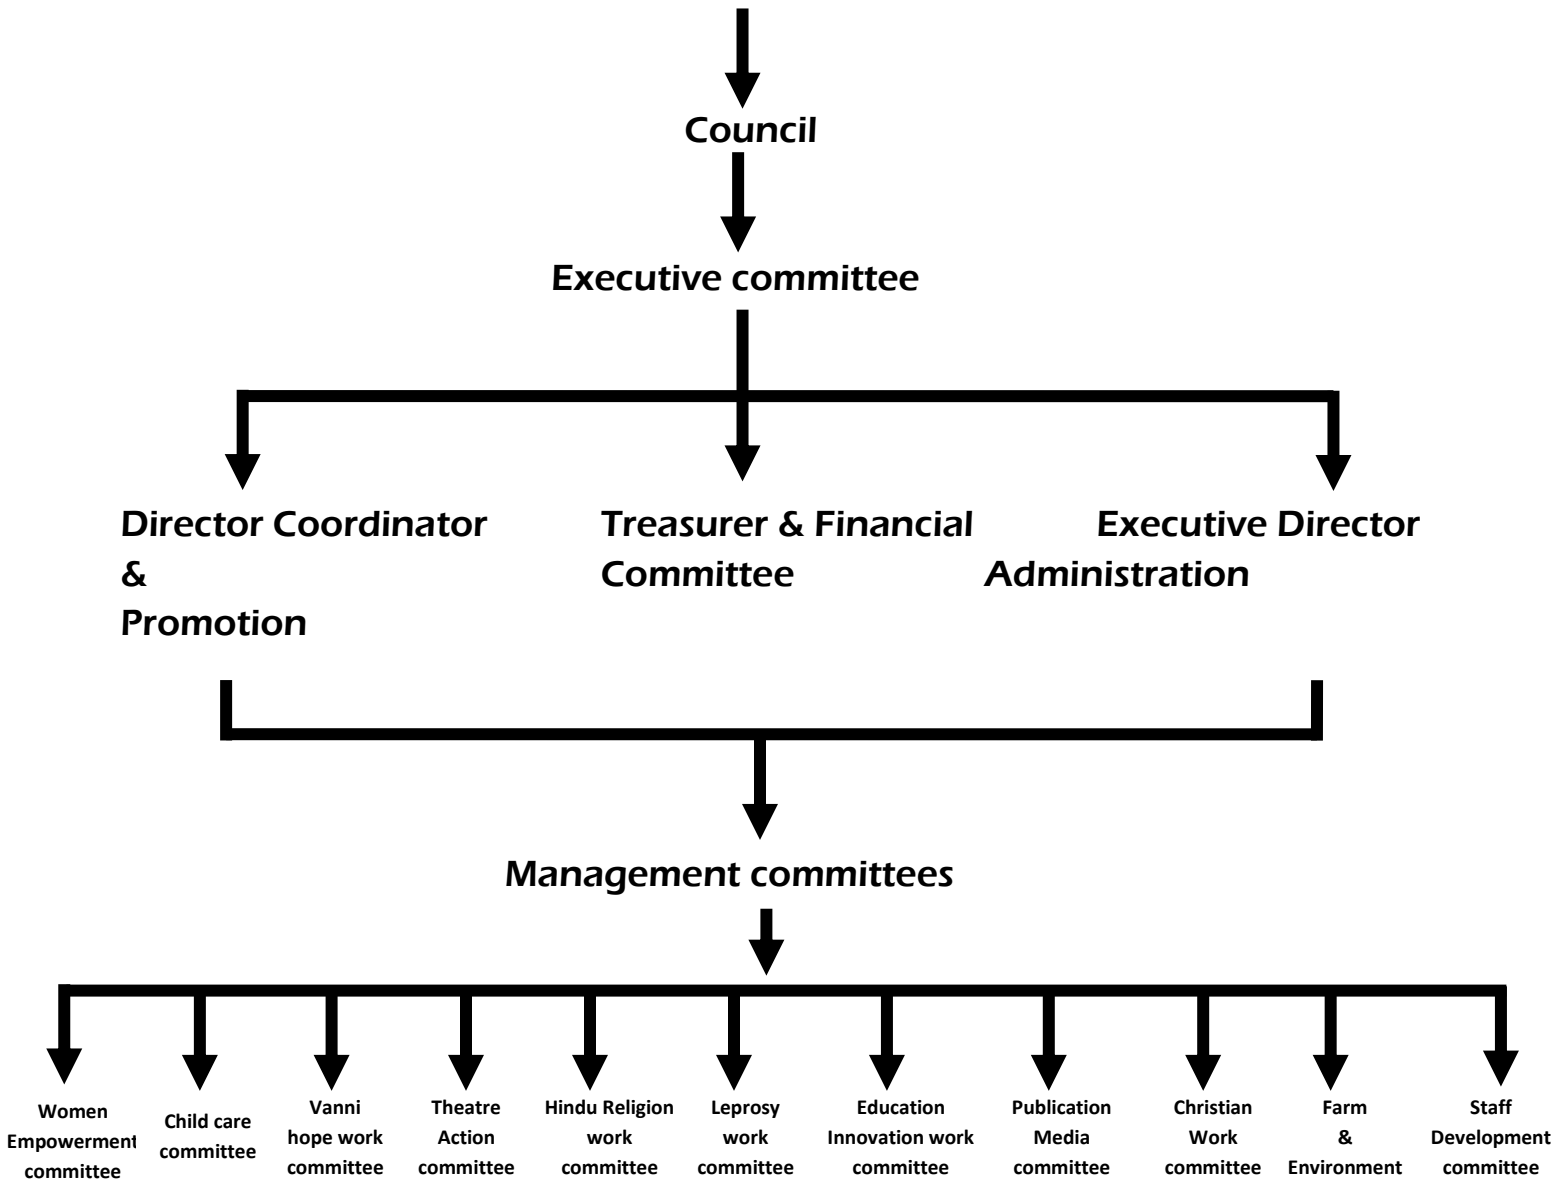 Council
Executive committee
Director Coordinator
&
Promotion
Treasurer & Financial
Committee
Executive Director
Administration
Management committees
Women
Empowerment
committee
Child care
committee
Vanni
hope work
committee
Theatre
Action
committee
Hindu Religion
work
committee
Leprosy
work
committee
Education
Innovation work
committee
Publication
Media
committee
Christian
Work
committee
Farm
&
Environment
Staff
Development
committee